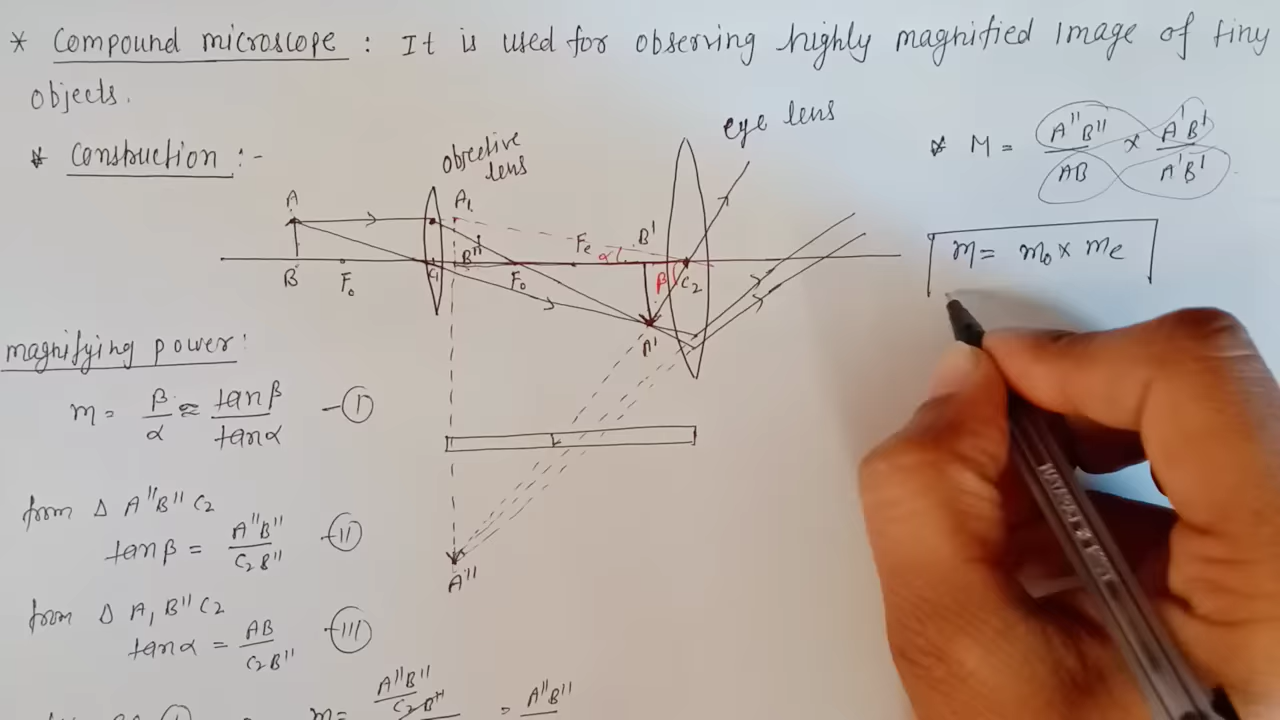 * Compound microscope : It is used for observing highly magnified Image of tiny
objects.
* Construction :-
objective
lens
eye lens
A
B
F₀
C₁
A₁
B"
F₀
Fe
α
B'
β
C₂
A'
A"
* M = A"B"/AB × A'B'/A'B'
m = m₀ × me
magnifying power:
m = β/α ≈ tanβ/tanα - I
from Δ A"B"C₂
tanβ = A"B"/C₂B" - II
from Δ A₁B"C₂
tanα = AB/C₂B" - III
m = A"B"/C₂B" = A"B"